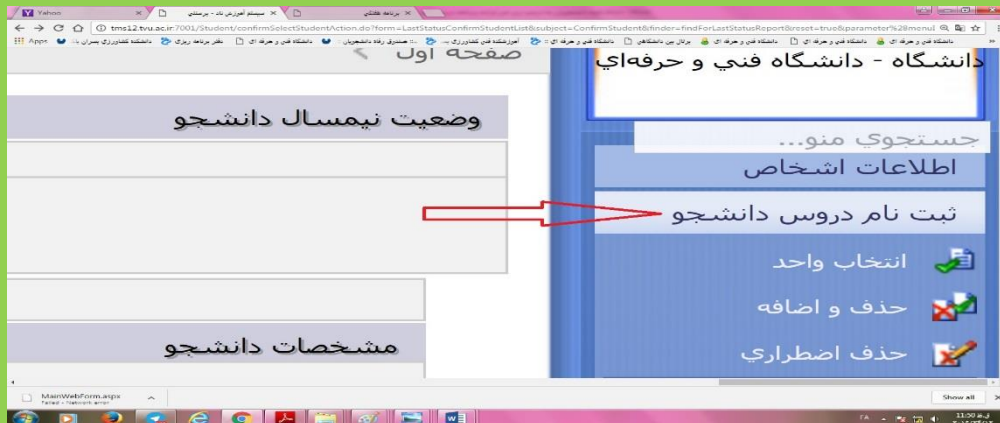 Yahoo
سیستم آموزش ناد - پرسنلی
برنامه هفتگی
tms12.tvu.ac.ir:7001/Student/confirmSelectStudentAction.do?form=LastStatusConfirmStudentList&subject=ConfirmStudent&finder=findForLastStatusReport&reset=true&parameter%28menu
Apps
دانشگاه - دانشگاه فني و حرفه‌اي
صفحه اول
وضعیت نیمسال دانشجو
جستجوي منو...
اطلاعات اشخاص
ثبت نام دروس دانشجو
انتخاب واحد
حذف و اضافه
حذف اضطراري
مشخصات دانشجو
MainWebForm.aspx
Failed - Network error
Show all
FA
11:50 ق.ظ